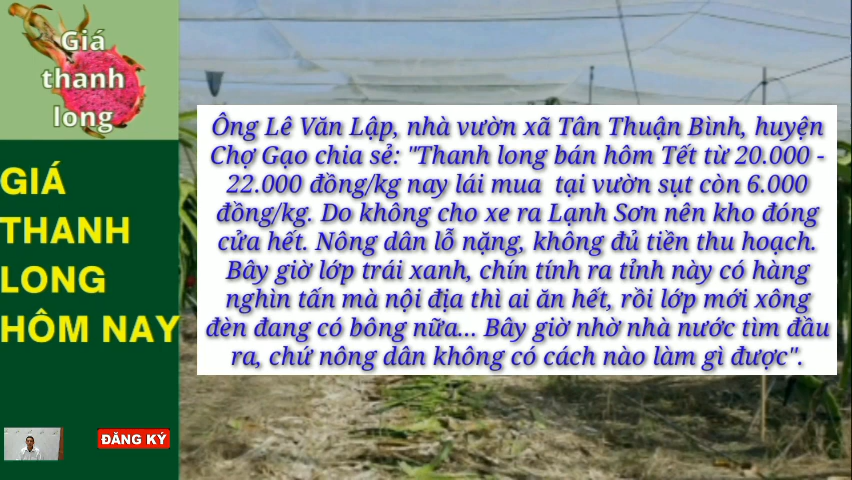 Giá
thanh
long
GIÁ
THANH
LONG
HÔM NAY
ĐĂNG KÝ
Ông Lê Văn Lập, nhà vườn xã Tân Thuận Bình, huyện
Chợ Gạo chia sẻ: "Thanh long bán hôm Tết từ 20.000 -
22.000 đồng/kg nay lái mua  tại vườn sụt còn 6.000
đồng/kg. Do không cho xe ra Lạnh Sơn nên kho đóng
cửa hết. Nông dân lỗ nặng, không đủ tiền thu hoạch.
Bây giờ lớp trái xanh, chín tính ra tỉnh này có hàng
nghìn tấn mà nội địa thì ai ăn hết, rồi lớp mới xông
đèn đang có bông nữa... Bây giờ nhờ nhà nước tìm đầu
ra, chứ nông dân không có cách nào làm gì được".